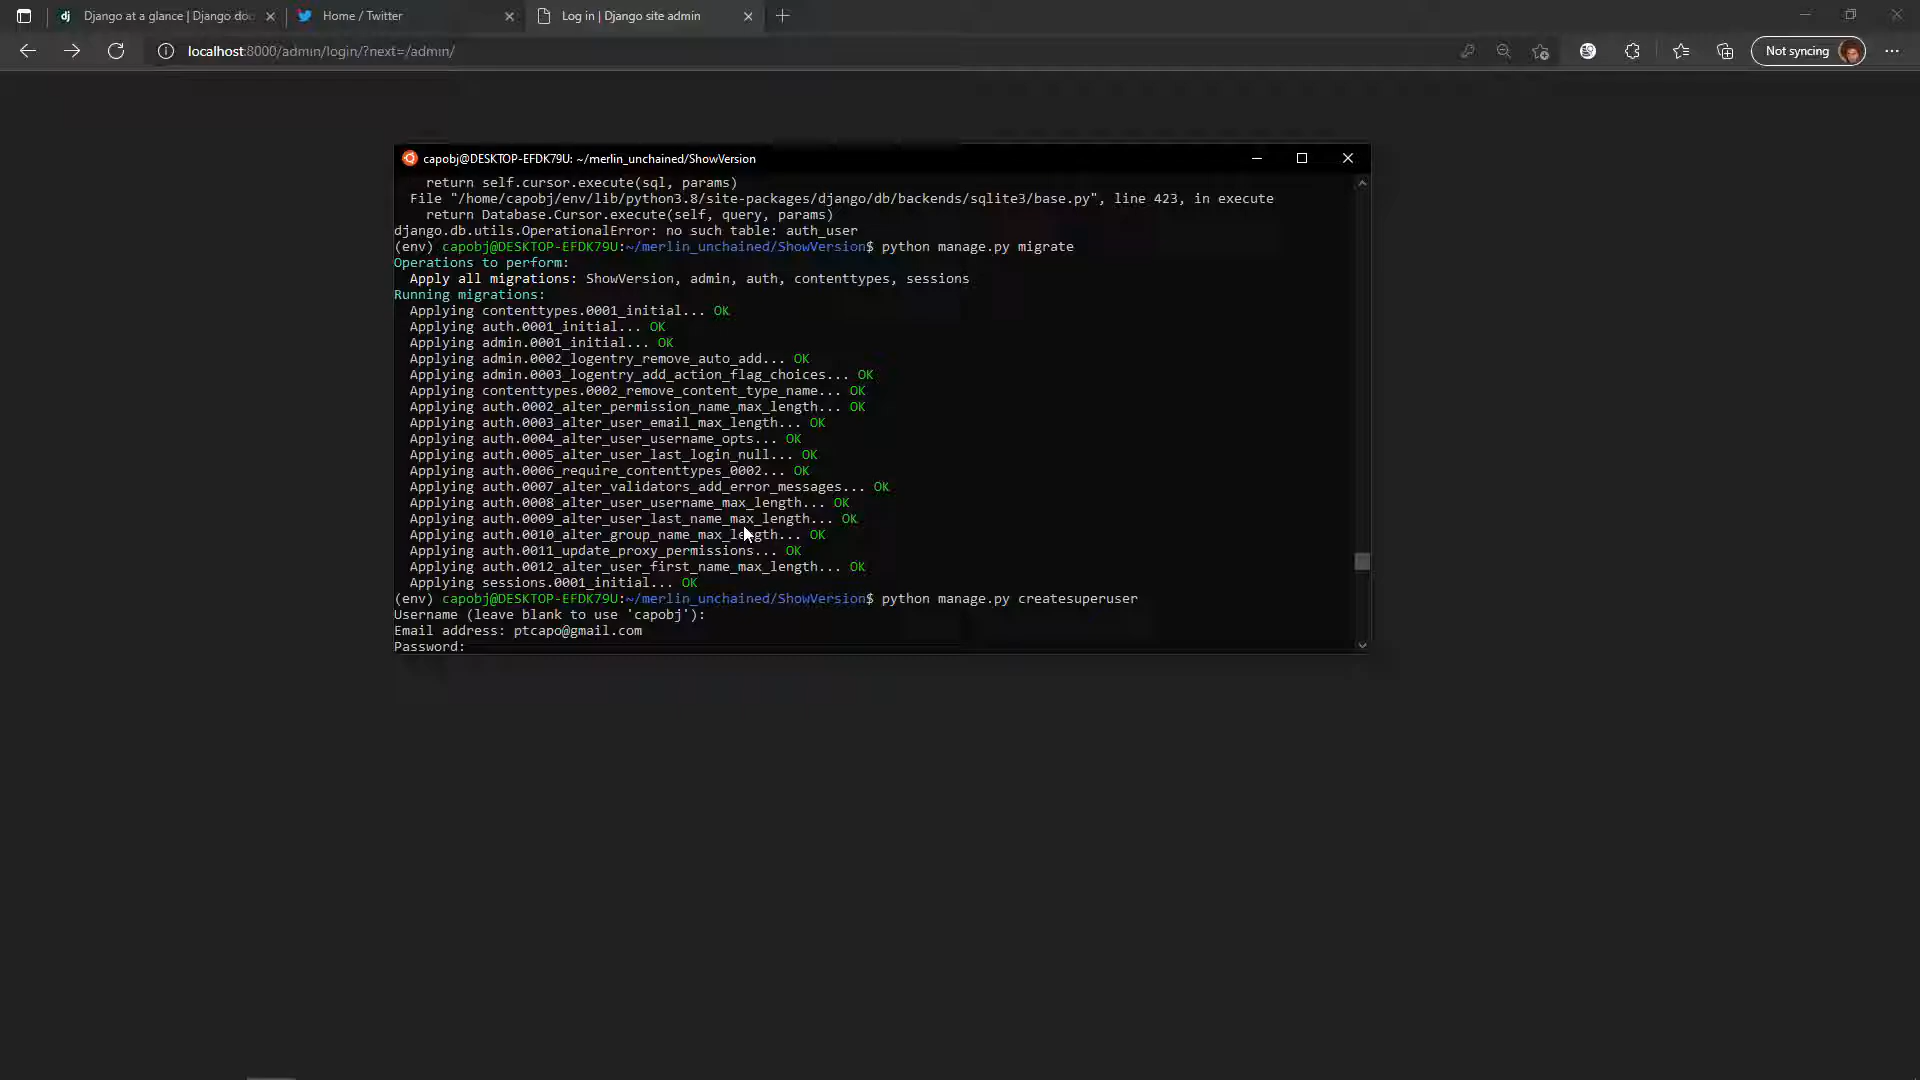 Django at a glance | Django doc
Home / Twitter
Log in | Django site admin
localhost:8000/admin/login/?next=/admin/
Not syncing
capobj@DESKTOP-EFDK79U: ~/merlin_unchained/ShowVersion
return self.cursor.execute(sql, params)
File "/home/capobj/env/lib/python3.8/site-packages/django/db/backends/sqlite3/base.py", line 423, in execute
return Database.Cursor.execute(self, query, params)
django.db.utils.OperationalError: no such table: auth_user
(env) capobj@DESKTOP-EFDK79U:~/merlin_unchained/ShowVersion$ python manage.py migrate
Operations to perform:
Apply all migrations: ShowVersion, admin, auth, contenttypes, sessions
Running migrations:
Applying contenttypes.0001_initial... OK
Applying auth.0001_initial... OK
Applying admin.0001_initial... OK
Applying admin.0002_logentry_remove_auto_add... OK
Applying admin.0003_logentry_add_action_flag_choices... OK
Applying contenttypes.0002_remove_content_type_name... OK
Applying auth.0002_alter_permission_name_max_length... OK
Applying auth.0003_alter_user_email_max_length... OK
Applying auth.0004_alter_user_username_opts... OK
Applying auth.0005_alter_user_last_login_null... OK
Applying auth.0006_require_contenttypes_0002... OK
Applying auth.0007_alter_validators_add_error_messages... OK
Applying auth.0008_alter_user_username_max_length... OK
Applying auth.0009_alter_user_last_name_max_length... OK
Applying auth.0010_alter_group_name_max_length... OK
Applying auth.0011_update_proxy_permissions... OK
Applying auth.0012_alter_user_first_name_max_length... OK
Applying sessions.0001_initial... OK
(env) capobj@DESKTOP-EFDK79U:~/merlin_unchained/ShowVersion$ python manage.py createsuperuser
Username (leave blank to use 'capobj'):
Email address: ptcapo@gmail.com
Password: